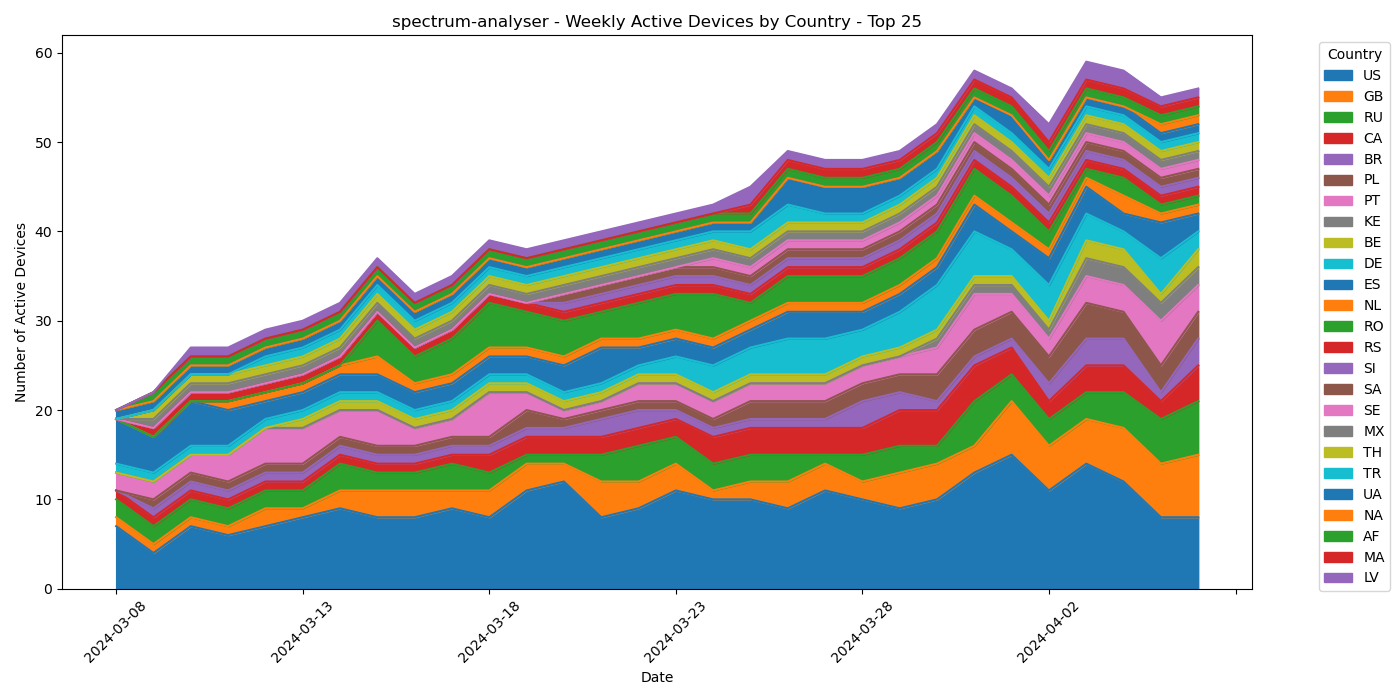 spectrum-analyser - Weekly Active Devices by Country - Top 25
Number of Active Devices
60
50
40
30
20
10
0
2024-03-08
2024-03-13
2024-03-18
2024-03-23
2024-03-28
2024-04-02
Date
Country
US
GB
RU
CA
BR
PL
PT
KE
BE
DE
ES
NL
RO
RS
SI
SA
SE
MX
TH
TR
UA
NA
AF
MA
LV